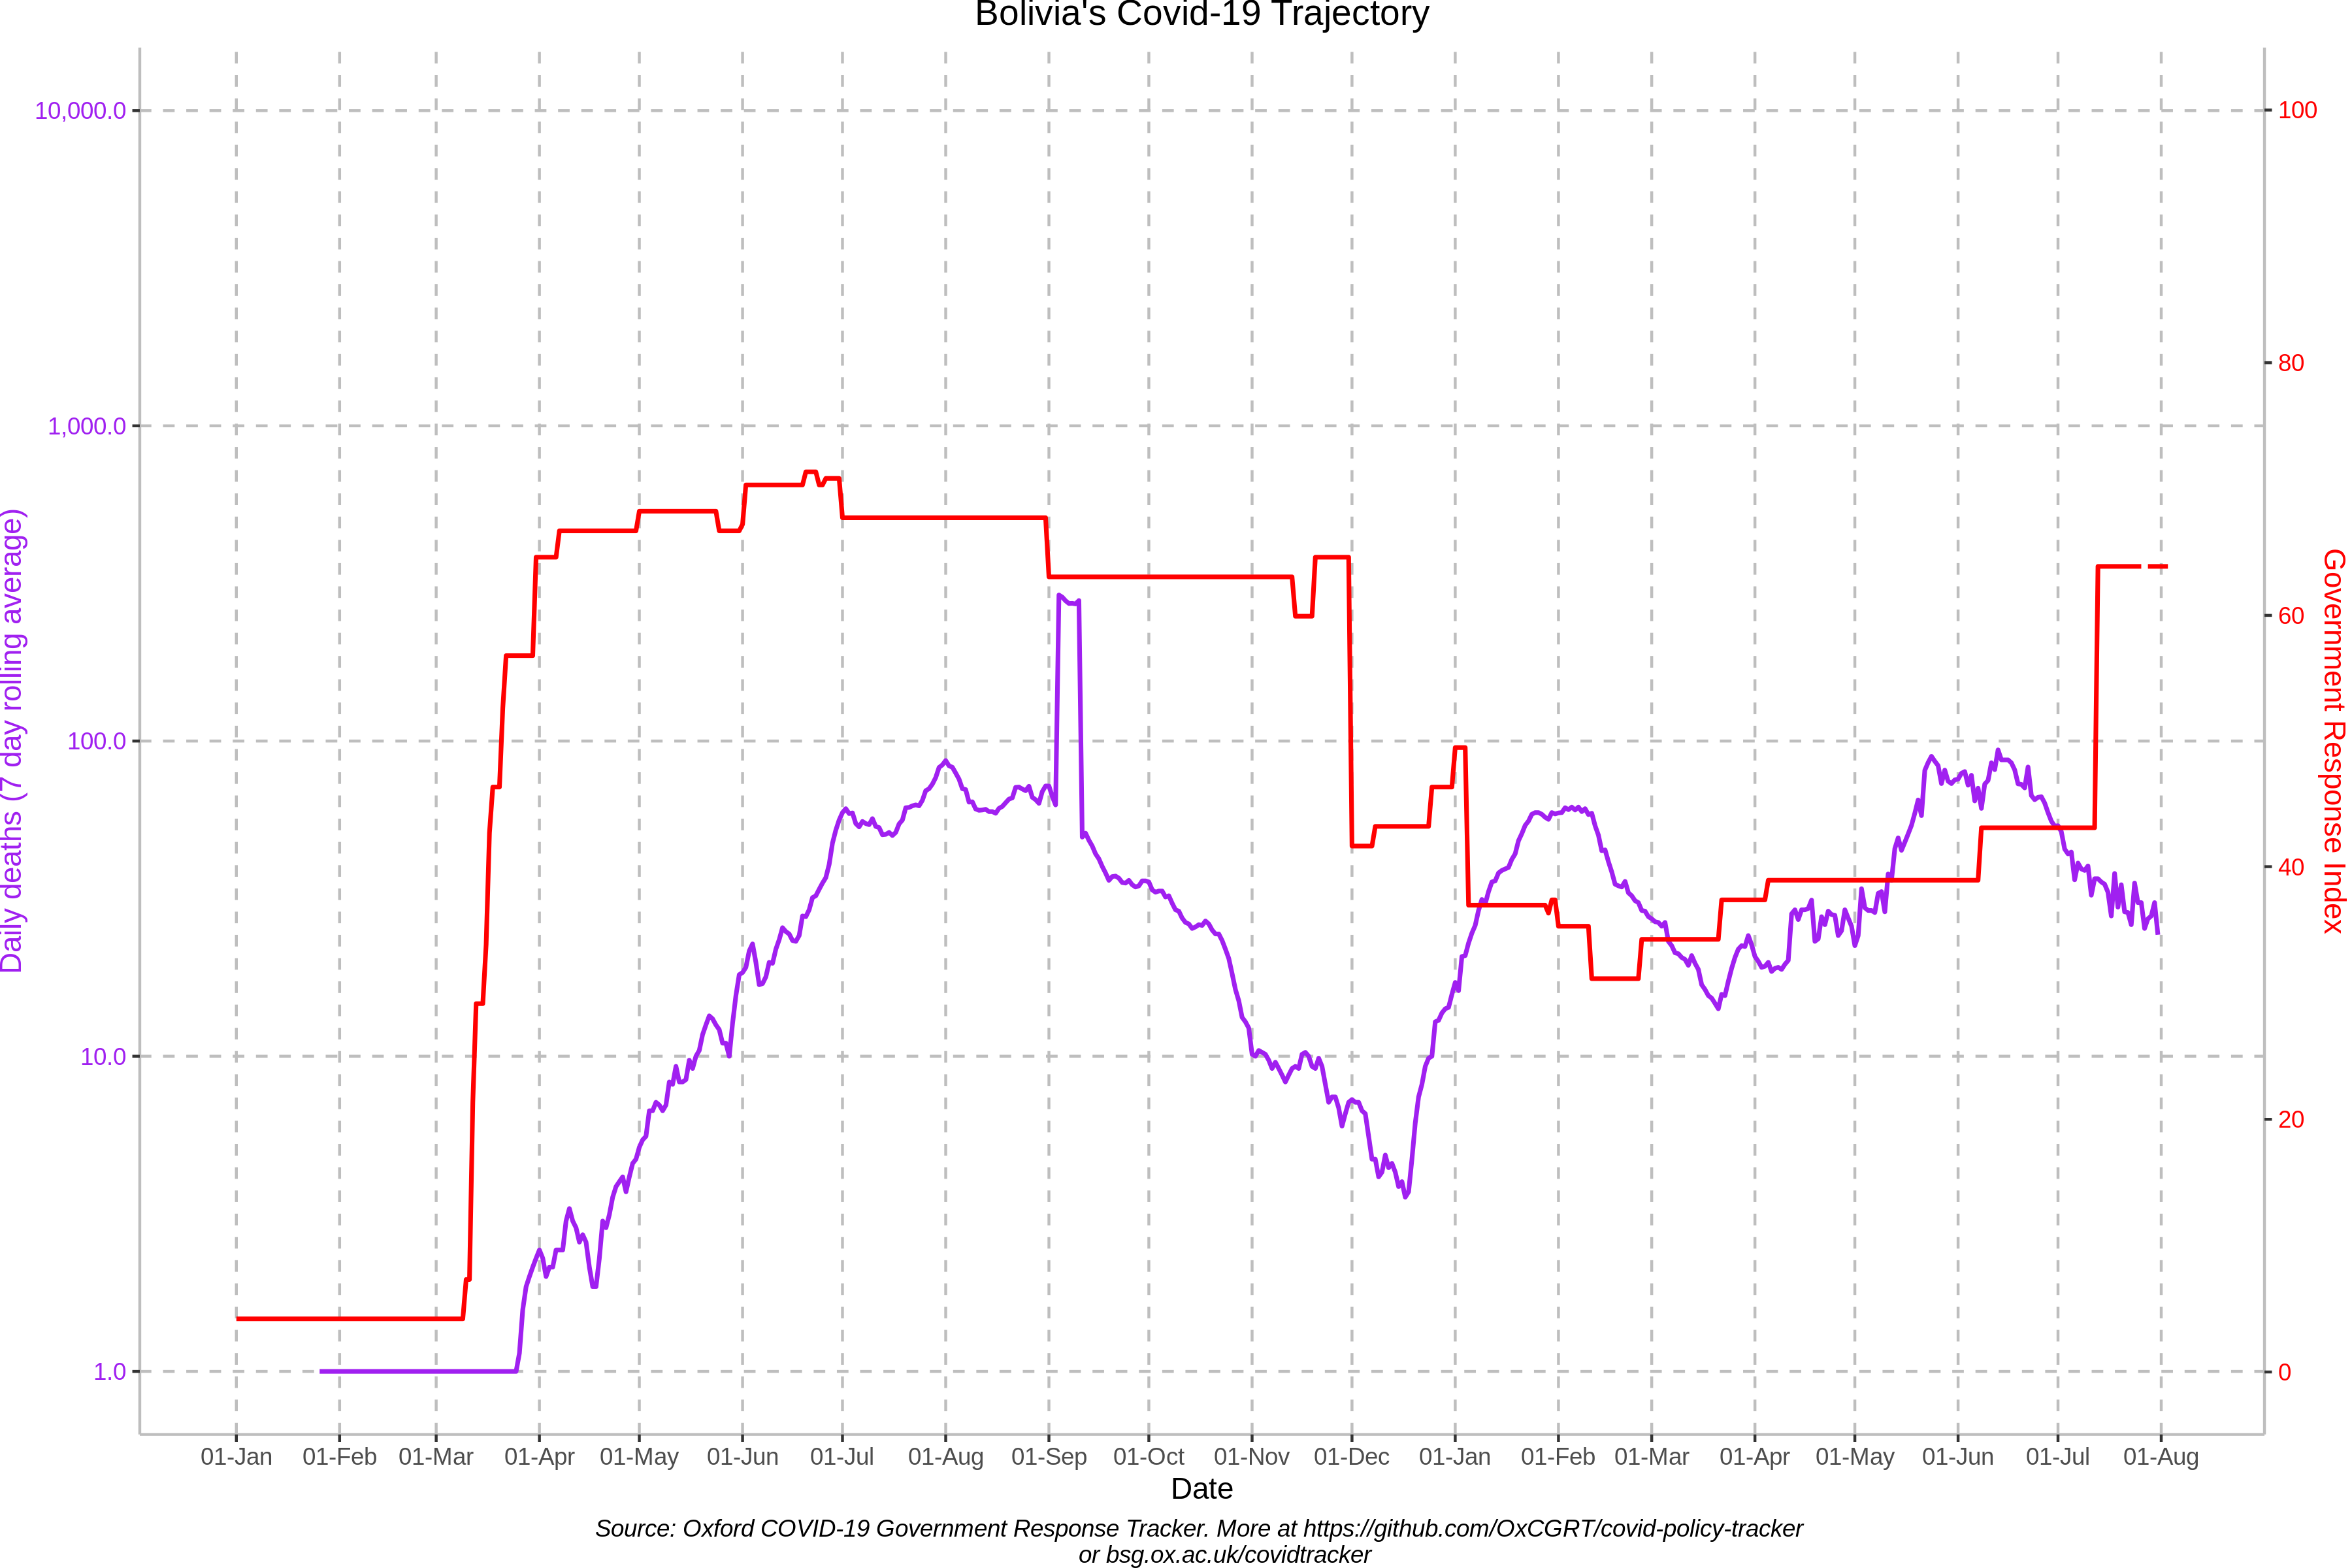 Bolivia's Covid-19 Trajectory
10,000.0
1,000.0
100.0
10.0
1.0
Daily deaths (7 day rolling average)
100
80
60
40
20
0
Government Response Index
01-Jan 01-Feb 01-Mar 01-Apr 01-May 01-Jun 01-Jul 01-Aug 01-Sep 01-Oct 01-Nov 01-Dec 01-Jan 01-Feb 01-Mar 01-Apr 01-May 01-Jun 01-Jul 01-Aug
Date
Source: Oxford COVID-19 Government Response Tracker. More at https://github.com/OxCGRT/covid-policy-tracker
or bsg.ox.ac.uk/covidtracker